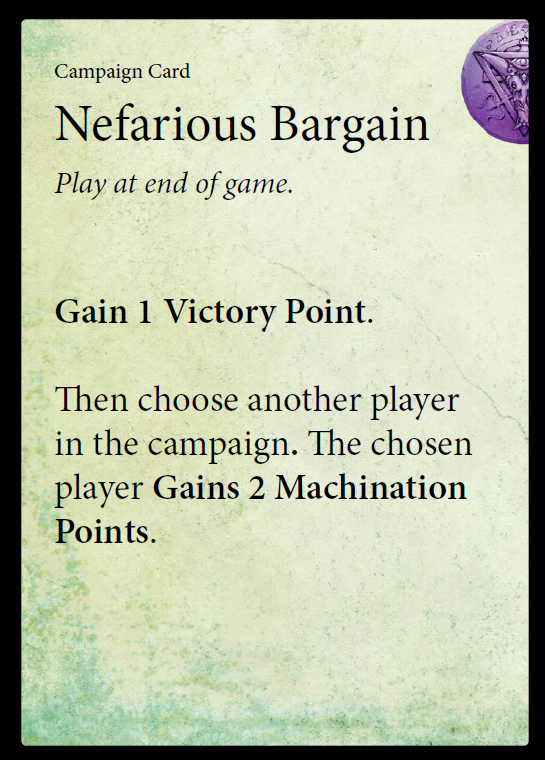 Campaign Card
Nefarious Bargain
Play at end of game.
Gain 1 Victory Point.
Then choose another player
in the campaign. The chosen
player Gains 2 Machination
Points.